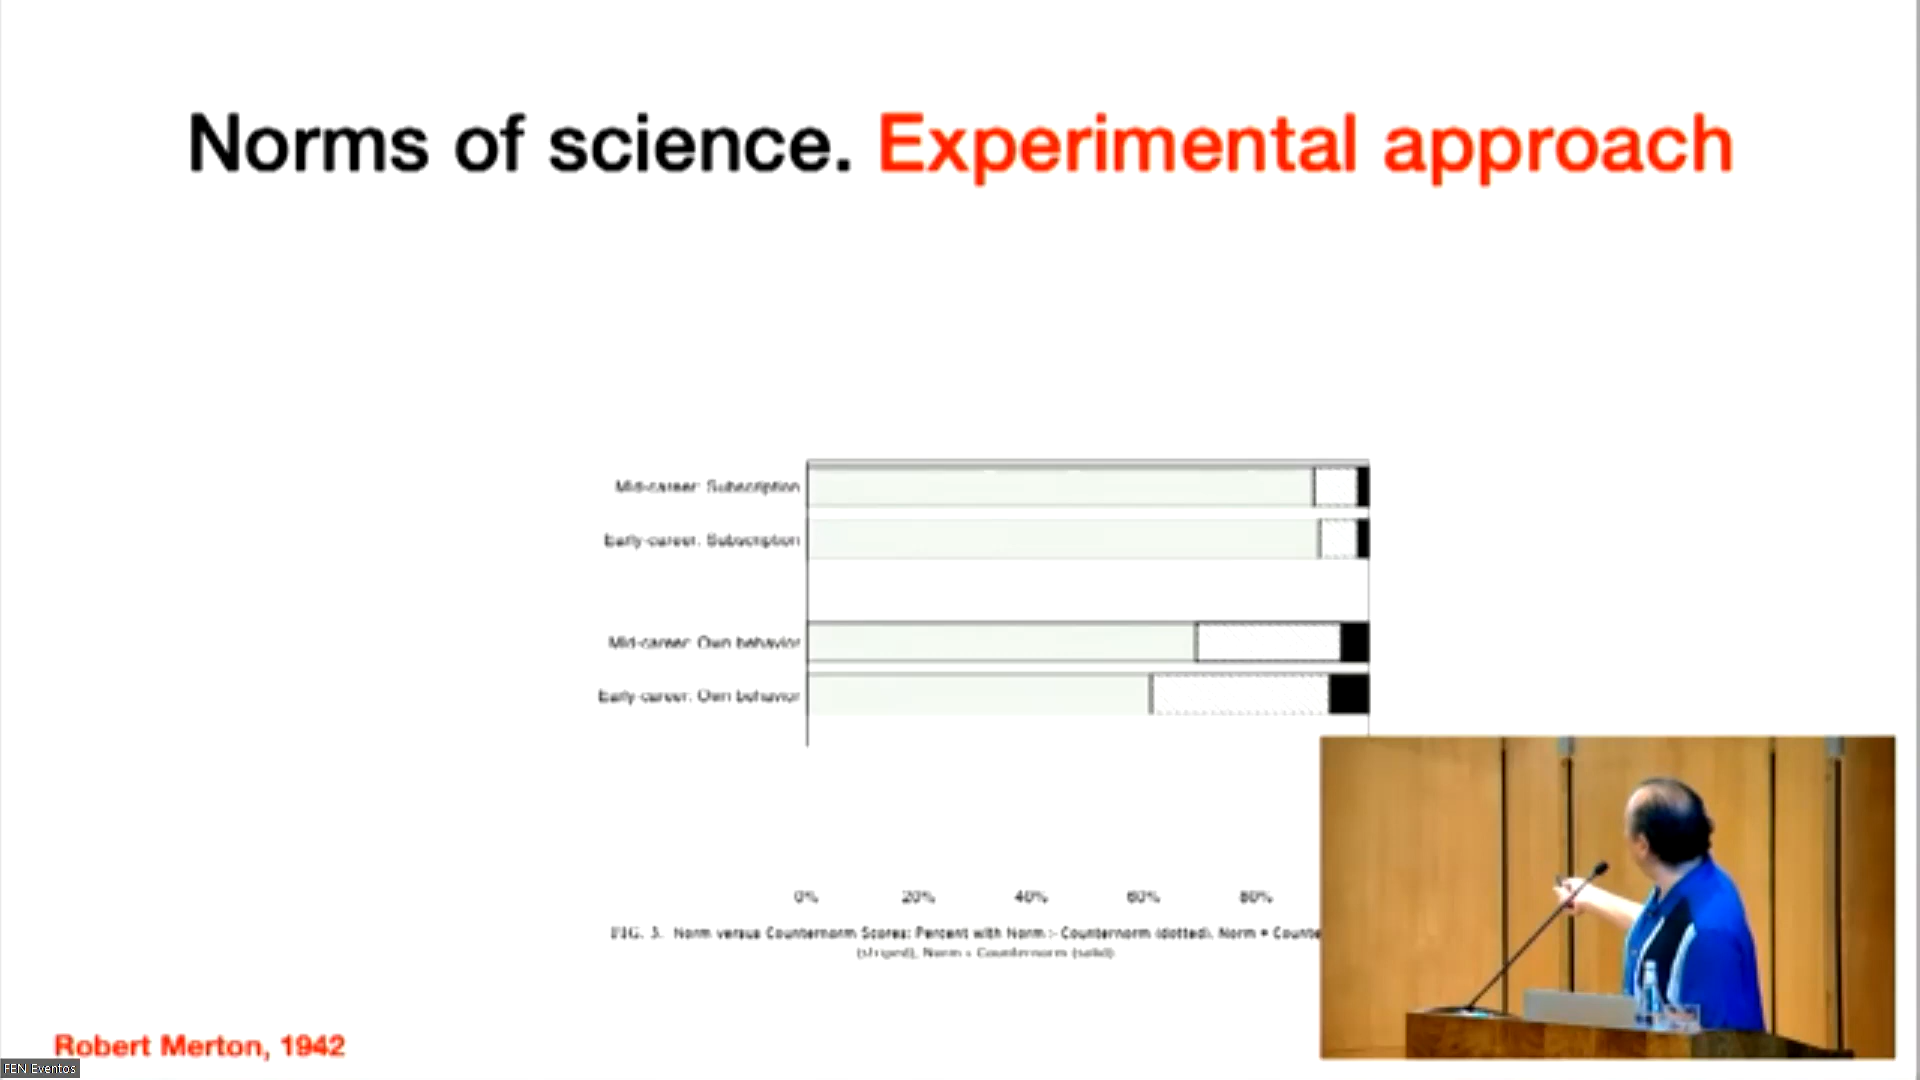 Norms of science. Experimental approach
Mid-career: Subscription
Early-career: Subscription
Mid-career: Own behavior
Early-career: Own behavior
0% 20% 40% 60% 80%
FIG. 3. Norm versus Counternorm Scores: Percent with Norm > Counternorm (dotted), Norm = Counte
(striped), Norm < Counternorm (solid)
Robert Merton, 1942
FEN Eventos